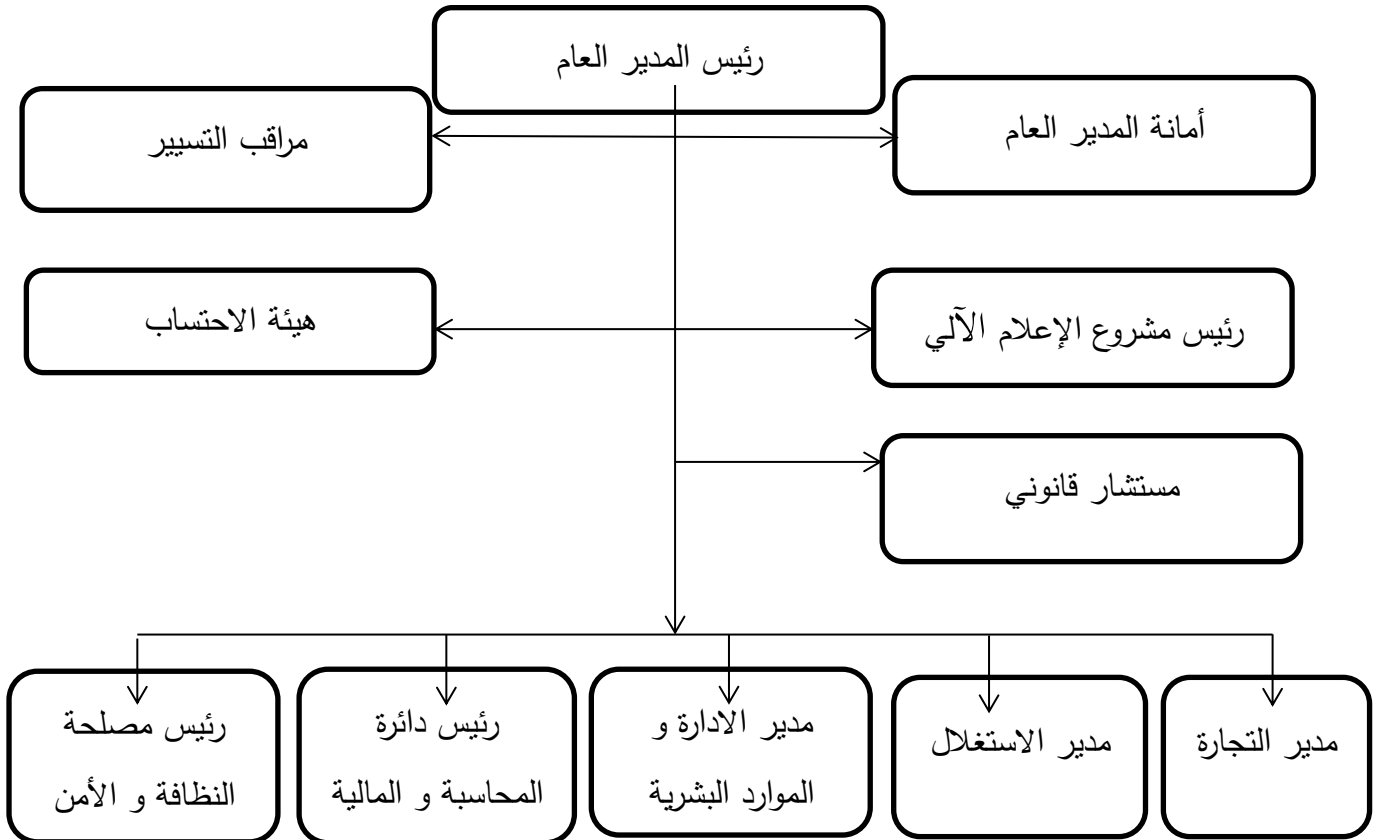 رئيس المدير العام
أمانة المدير العام
مراقب التسيير
رئيس مشروع الإعلام الآلي
هيئة الاحتساب
مستشار قانوني
مدير التجارة
مدير الاستغلال
مدير الادارة و
الموارد البشرية
رئيس دائرة
المحاسبة و المالية
رئيس مصلحة
النظافة و الأمن